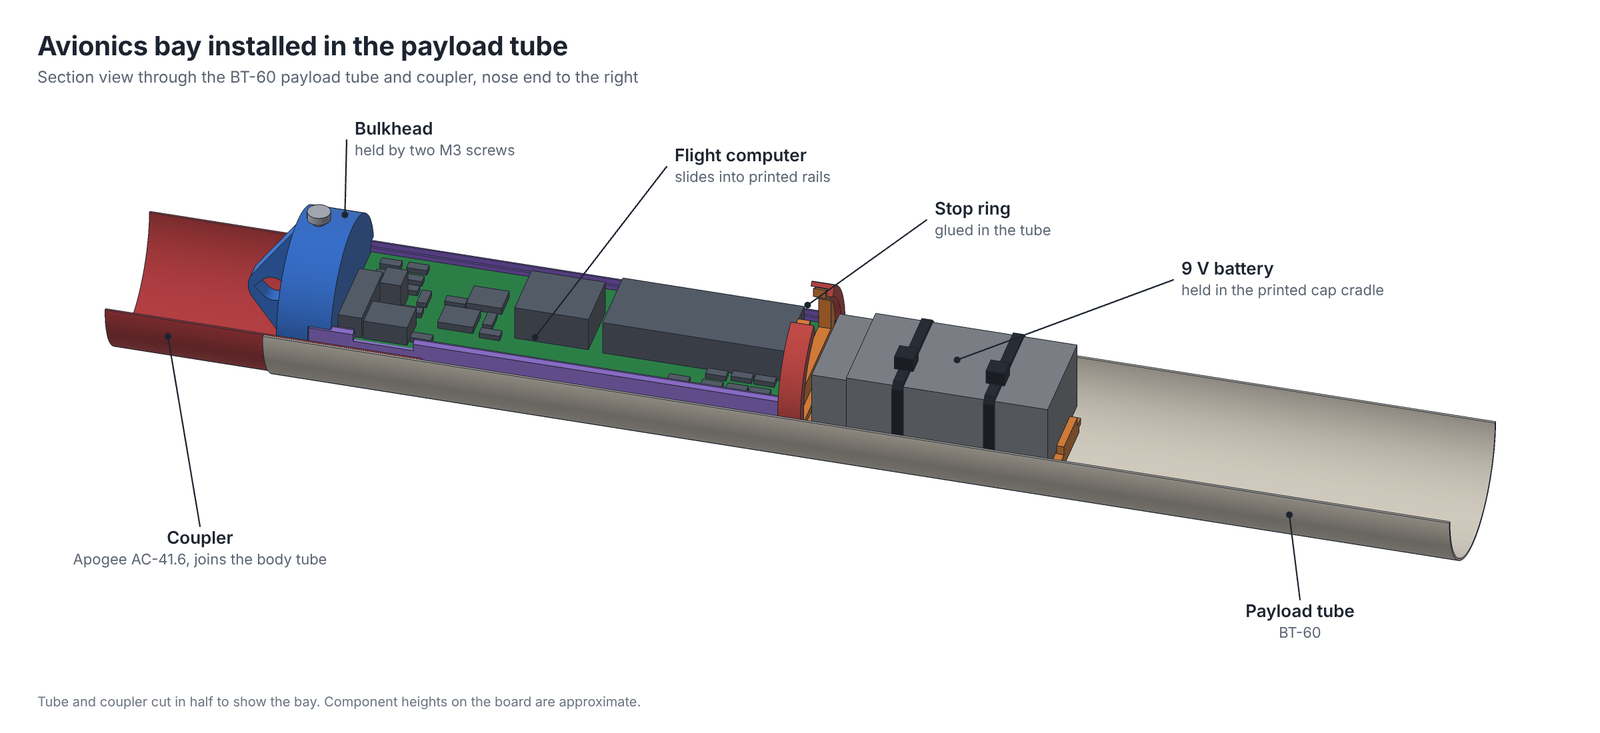 Avionics bay installed in the payload tube
Section view through the BT-60 payload tube and coupler, nose end to the right
Bulkhead
held by two M3 screws
Flight computer
slides into printed rails
Stop ring
glued in the tube
9 V battery
held in the printed cap cradle
Coupler
Apogee AC-41.6, joins the body tube
Payload tube
BT-60
Tube and coupler cut in half to show the bay. Component heights on the board are approximate.